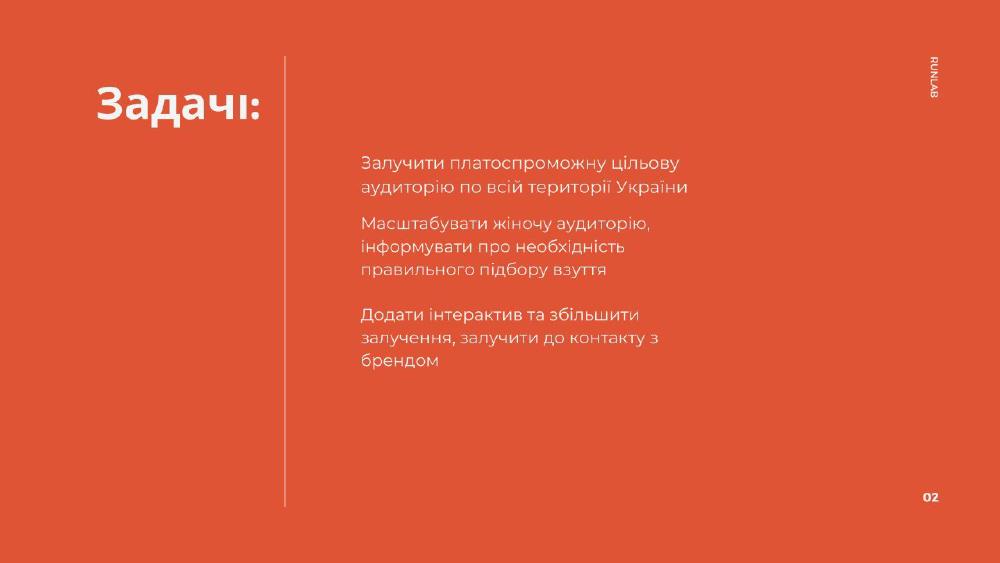 Задачі:
RUNLAB
Залучити платоспроможну цільову
аудиторію по всій території України
Масштабувати жіночу аудиторію,
інформувати про необхідність
правильного підбору взуття
Додати інтерактив та збільшити
залучення, залучити до контакту з
брендом
02